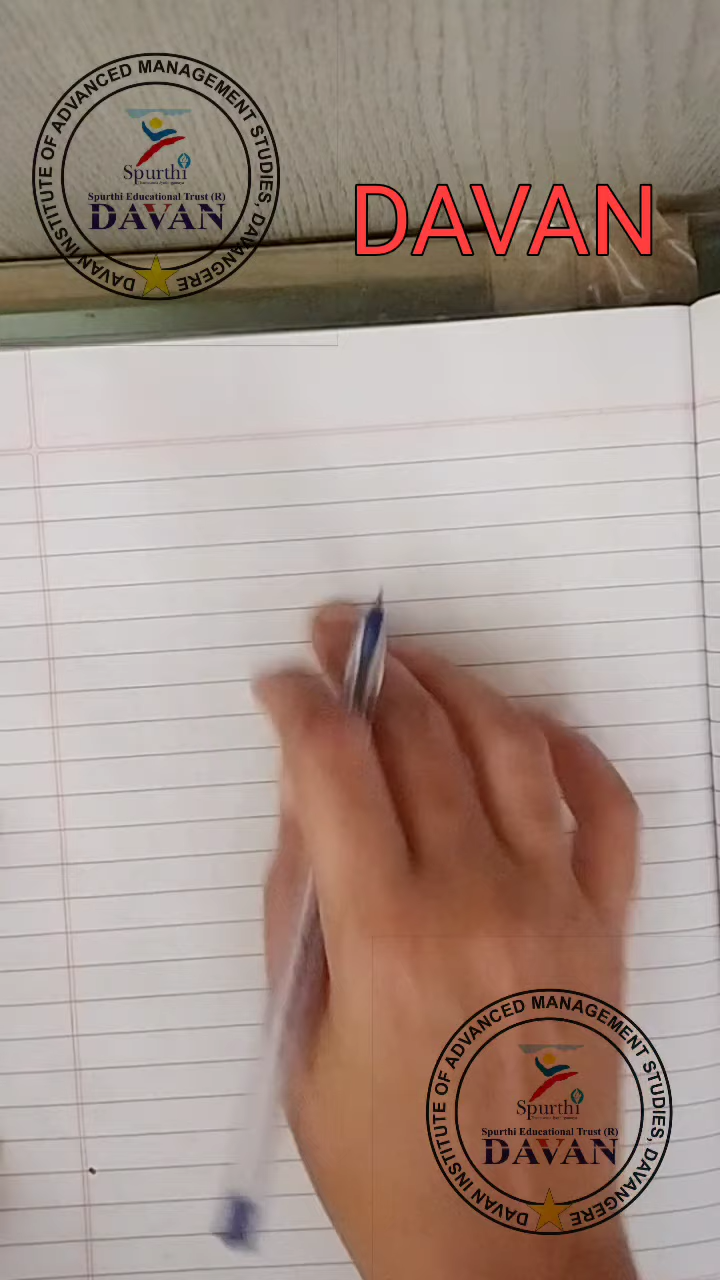 DAVAN INSTITUTE OF ADVANCED MANAGEMENT STUDIES, DAVANGERE
Spurthi
Spurthi Educational Trust (R)
DAVAN
DAVAN
DAVAN INSTITUTE OF ADVANCED MANAGEMENT STUDIES, DAVANGERE
Spurthi
Spurthi Educational Trust (R)
DAVAN